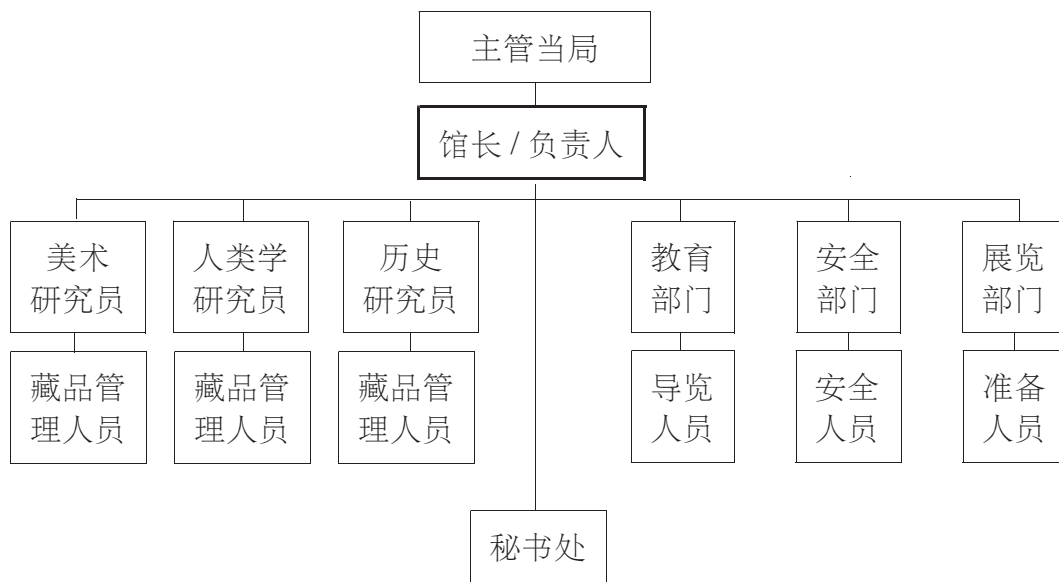 主管当局
馆长 / 负责人
美术
研究员
人类学
研究员
历史
研究员
教育
部门
安全
部门
展览
部门
藏品管
理人员
藏品管
理人员
藏品管
理人员
导览
人员
安全
人员
准备
人员
秘书处